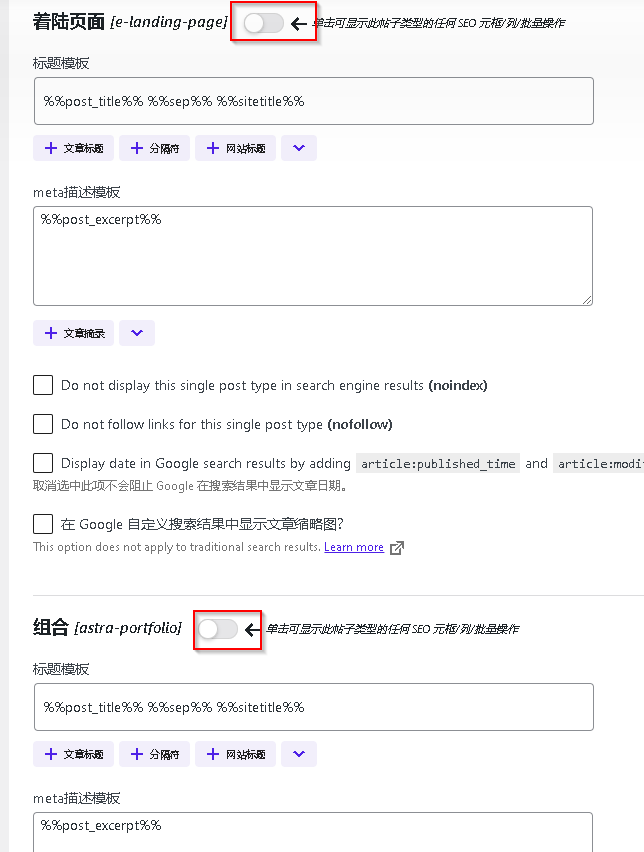 着陆页面 [e-landing-page] 单击可显示此帖子类型的任何 SEO 元框/列/批量操作
标题模板
%%post_title%% %%sep%% %%sitetitle%%
+ 文章标题 + 分隔符 + 网站标题
meta描述模板
%%post_excerpt%%
+ 文章摘录
Do not display this single post type in search engine results (noindex)
Do not follow links for this single post type (nofollow)
Display date in Google search results by adding article:published_time and article:modi
取消选中此项不会阻止 Google 在搜索结果中显示文章日期。
在 Google 自定义搜索结果中显示文章缩略图?
This option does not apply to traditional search results. Learn more
组合 [astra-portfolio] 单击可显示此帖子类型的任何 SEO 元框/列/批量操作
标题模板
%%post_title%% %%sep%% %%sitetitle%%
+ 文章标题 + 分隔符 + 网站标题
meta描述模板
%%post_excerpt%%